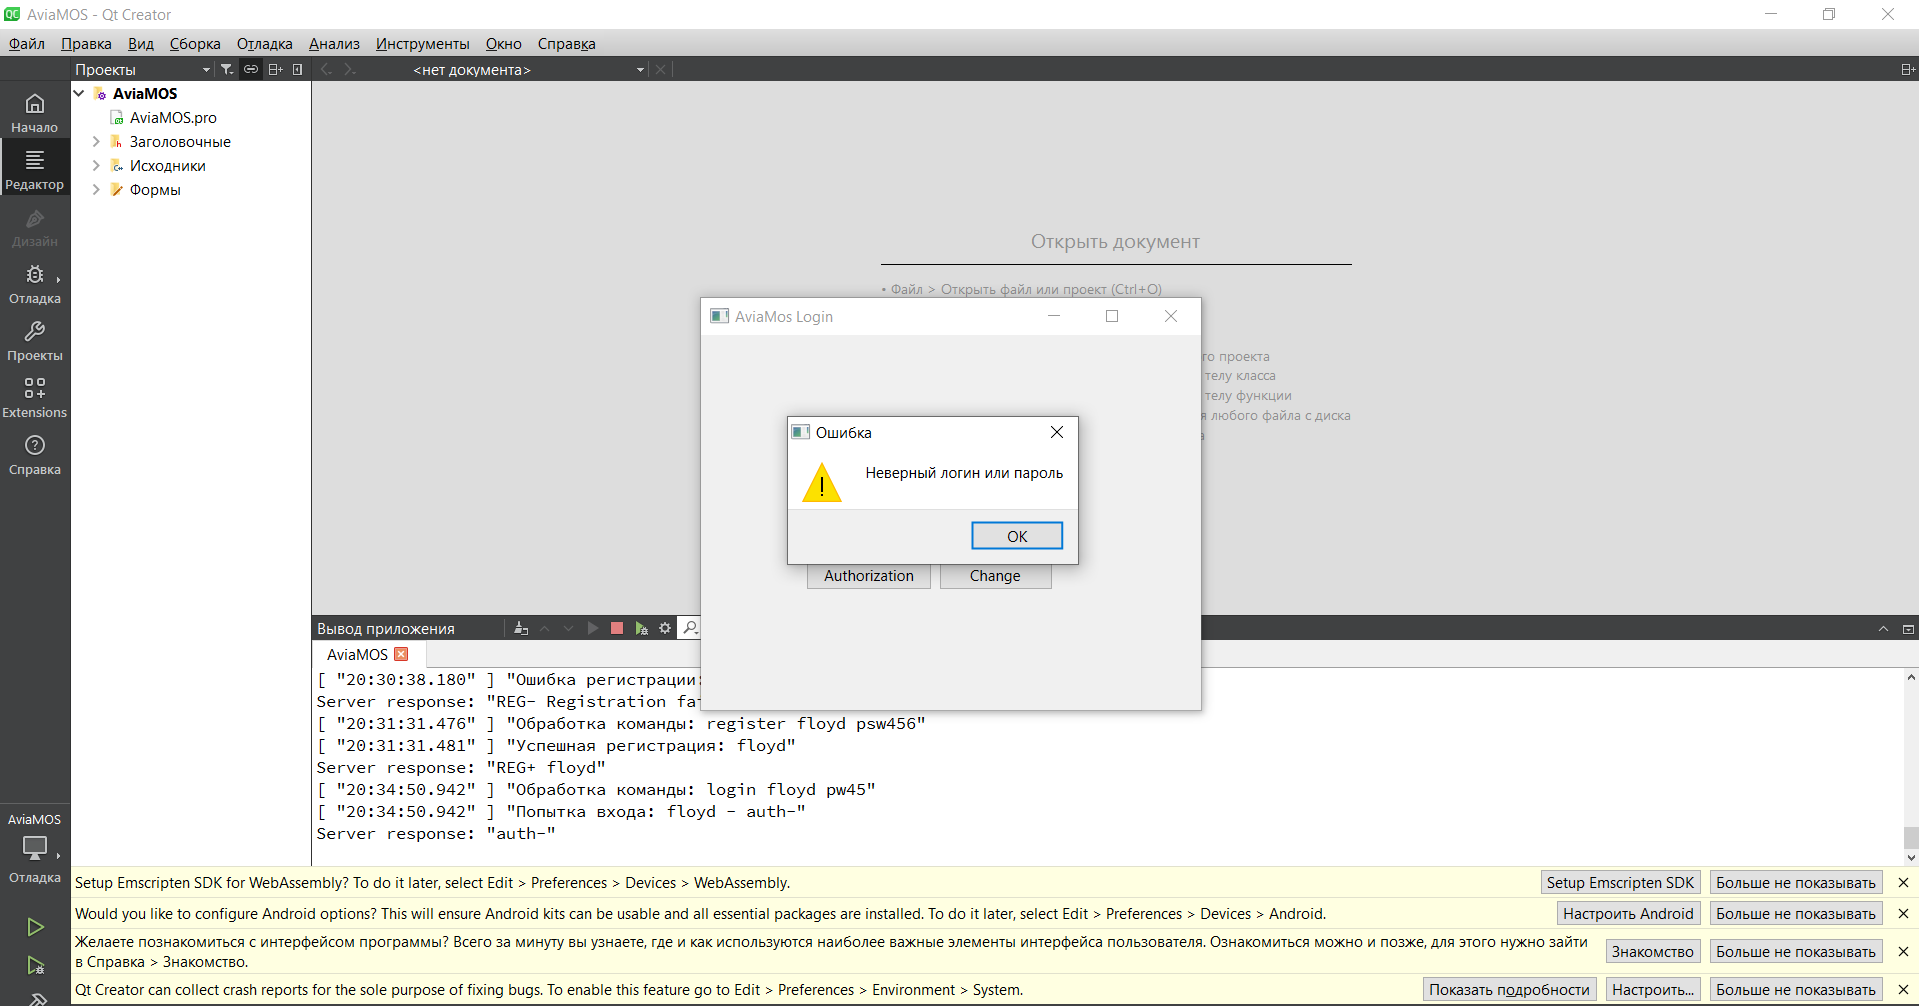 AviaMOS - Qt Creator
Файл Правка Вид Сборка Отладка Анализ Инструменты Окно Справка
Проекты <нет документа>
AviaMOS
AviaMOS.pro
Заголовочные
Исходники
Формы
Начало
Редактор
Дизайн
Отладка
Проекты
Extensions
Справка
Открыть документ
• Файл > Открыть файл или проект (Ctrl+O)
го проекта
телу класса
телу функции
я любого файла с диска
а
AviaMos Login
Ошибка
Неверный логин или пароль
OK
Authorization Change
Вывод приложения
AviaMOS
[ "20:30:38.180" ] "Ошибка регистрации:
Server response: "REG- Registration fa
[ "20:31:31.476" ] "Обработка команды: register floyd psw456"
[ "20:31:31.481" ] "Успешная регистрация: floyd"
Server response: "REG+ floyd"
[ "20:34:50.942" ] "Обработка команды: login floyd pw45"
[ "20:34:50.942" ] "Попытка входа: floyd - auth-"
Server response: "auth-"
AviaMOS
Отладка
Setup Emscripten SDK for WebAssembly? To do it later, select Edit > Preferences > Devices > WebAssembly. Setup Emscripten SDK Больше не показывать
Would you like to configure Android options? This will ensure Android kits can be usable and all essential packages are installed. To do it later, select Edit > Preferences > Devices > Android. Настроить Android Больше не показывать
Желаете познакомиться с интерфейсом программы? Всего за минуту вы узнаете, где и как используются наиболее важные элементы интерфейса пользователя. Ознакомиться можно и позже, для этого нужно зайти
в Справка > Знакомство. Знакомство Больше не показывать
Qt Creator can collect crash reports for the sole purpose of fixing bugs. To enable this feature go to Edit > Preferences > Environment > System. Показать подробности Настроить... Больше не показывать